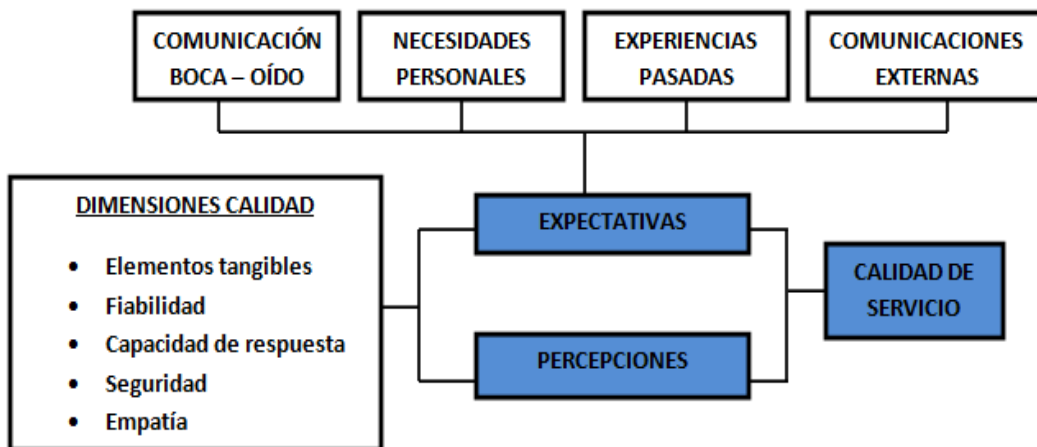 COMUNICACIÓN
BOCA – OÍDO
NECESIDADES
PERSONALES
EXPERIENCIAS
PASADAS
COMUNICACIONES
EXTERNAS
DIMENSIONES CALIDAD
• Elementos tangibles
• Fiabilidad
• Capacidad de respuesta
• Seguridad
• Empatía
EXPECTATIVAS
PERCEPCIONES
CALIDAD DE
SERVICIO